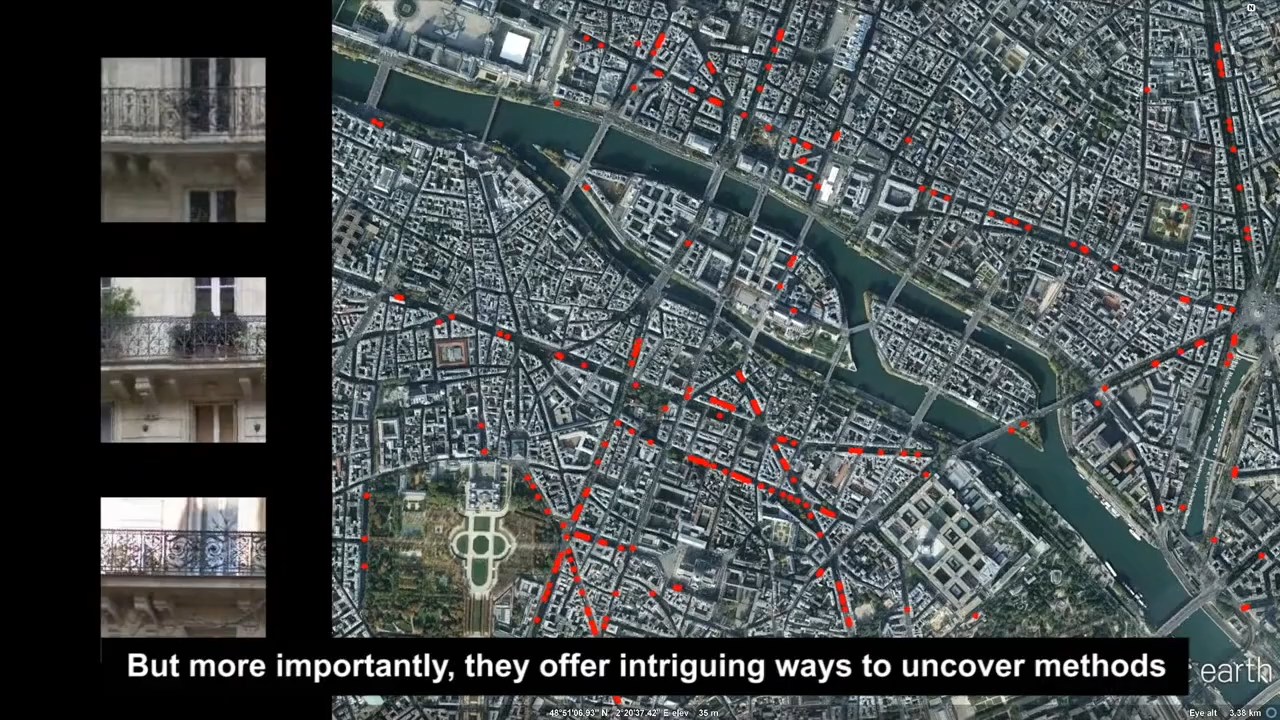 N
But more importantly, they offer intriguing ways to uncover methods
earth
48°51'06.93" N 2°20'37.42" E elev 35 m
Eye alt 3.38 km